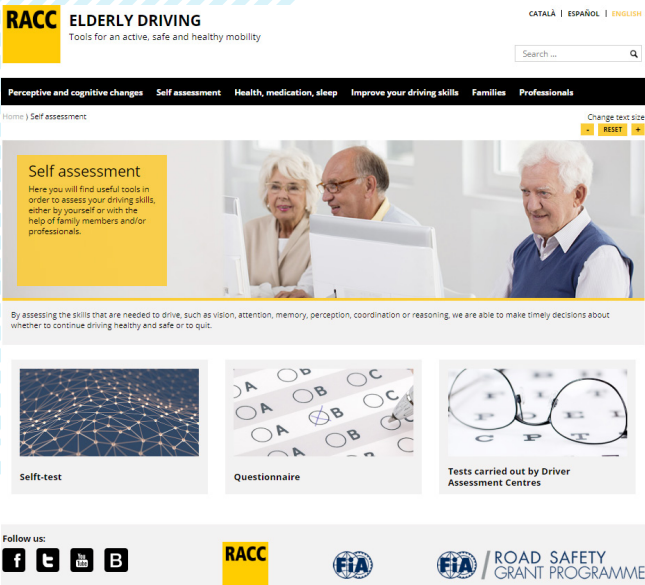 RACC
ELDERLY DRIVING
Tools for an active, safe and healthy mobility
CATALÀ | ESPAÑOL | ENGLISH
Search ...
Perceptive and cognitive changes Self assessment Health, medication, sleep Improve your driving skills Families Professionals
Home ) Self assessment
Change text size
- RESET +
Self assessment
Here you will find useful tools in
order to assess your driving skills,
either by yourself or with the
help of family members and/or
professionals.
By assessing the skills that are needed to drive, such as vision, attention, memory, perception, coordination or reasoning, we are able to make timely decisions about
whether to continue driving healthy and safe or to quit.
A B C
A B C
A B
P D E I
C F P T
Selft-test
Questionnaire
Tests carried out by Driver
Assessment Centres
Follow us:
f t You Tube B
RACC
FiA
FiA / ROAD SAFETY
GRANT PROGRAMME